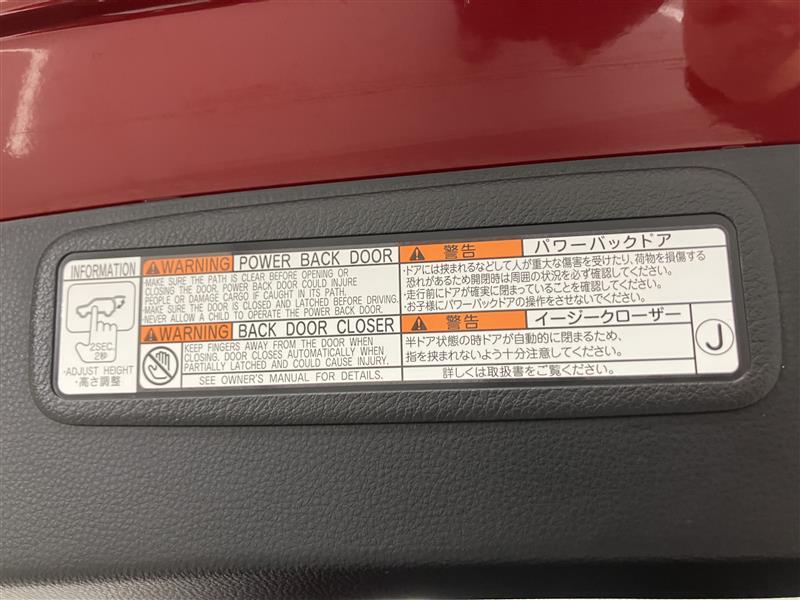 INFORMATION
2SEC.
2秒
・ADJUST HEIGHT
・高さ調整
WARNING POWER BACK DOOR
・MAKE SURE THE PATH IS CLEAR BEFORE OPENING OR
CLOSING THE DOOR. POWER BACK DOOR COULD INJURE
PEOPLE OR DAMAGE CARGO IF CAUGHT IN ITS PATH.
・MAKE SURE THE DOOR IS CLOSED AND LATCHED BEFORE DRIVING.
・NEVER ALLOW A CHILD TO OPERATE THE POWER BACK DOOR.
WARNING BACK DOOR CLOSER
KEEP FINGERS AWAY FROM THE DOOR WHEN
CLOSING. DOOR CLOSES AUTOMATICALLY WHEN
PARTIALLY LATCHED AND COULD CAUSE INJURY.
SEE OWNER'S MANUAL FOR DETAILS.
警告 パワーバックドア
・ドアには挟まれるなどして人が重大な傷害を受けたり、荷物を損傷する
恐れがあるため開閉時は周囲の状況を必ず確認してください。
・走行前にドアが確実に閉まっていることを確認してください。
・お子様にパワーバックドアの操作をさせないでください。
警告 イージークローザー
半ドア状態の時ドアが自動的に閉まるため、
指を挟まれないよう十分注意してください。
詳しくは取扱書をご覧ください。
J